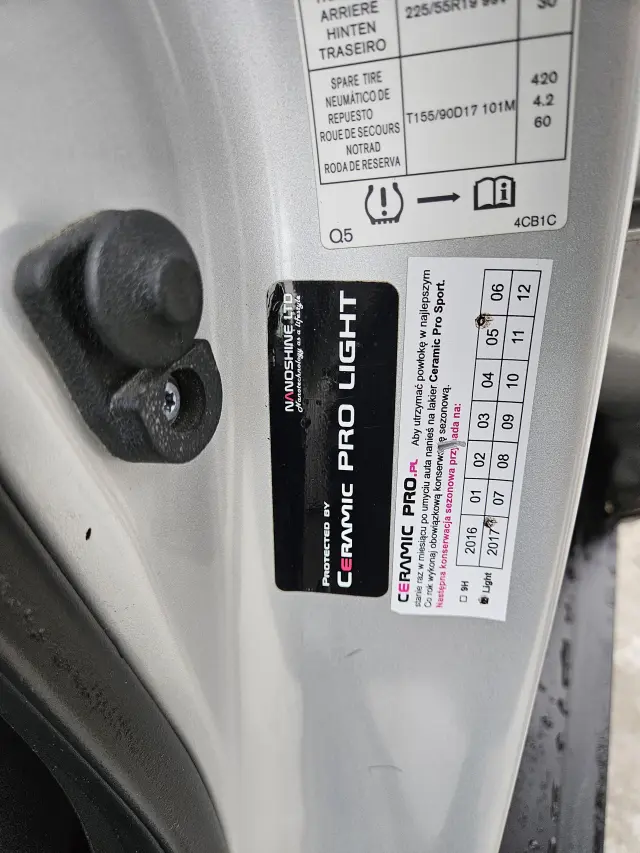 ARRIERE
HINTEN
TRASEIRO
225/55R19
30
SPARE TIRE
NEUMÁTICO DE
REPUESTO
ROUE DE SECOURS
NOTRAD
RODA DE RESERVA
T155/90D17 101M
420
4.2
60
Q5
4CB1C
NANOSHINE LTD
Nanotechnology as a lifestyle
PROTECTED BY
CERAMIC PRO LIGHT
CERAMIC PRO.PL Aby utrzymać powłokę w najlepszym
stanie raz w miesiącu po umyciu auta nanieś na lakier Ceramic Pro Sport.
Co rok wykonaj obowiązkową konserwację sezonową.
Następna konserwacja sezonowa przypada na:
9H 2016 01 02 03 04 05 06
Light 2017 07 08 09 10 11 12